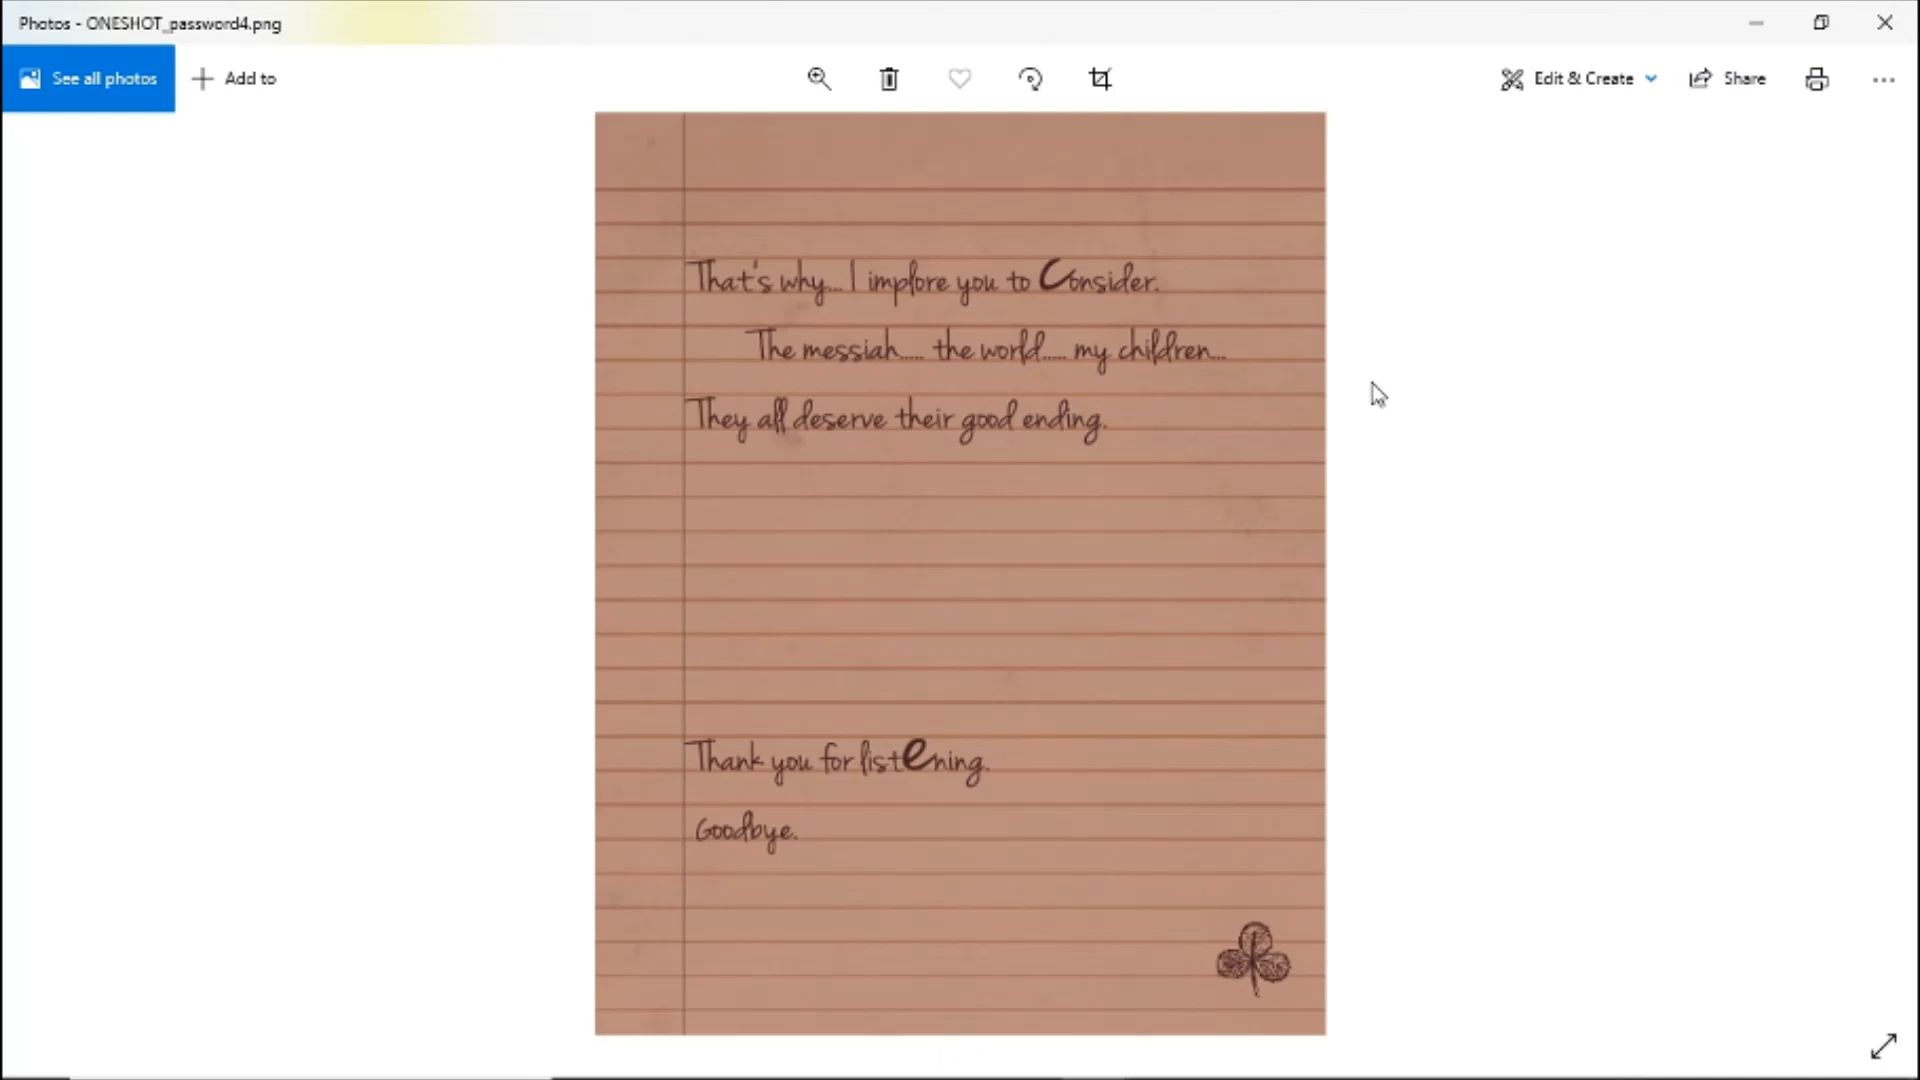 Photos - ONESHOT_password4.png
See all photos
Add to
Edit & Create
Share
That's why... I implore you to Consider.
The messiah..... the world..... my children...
They all deserve their good ending.
Thank you for listening.
Goodbye.